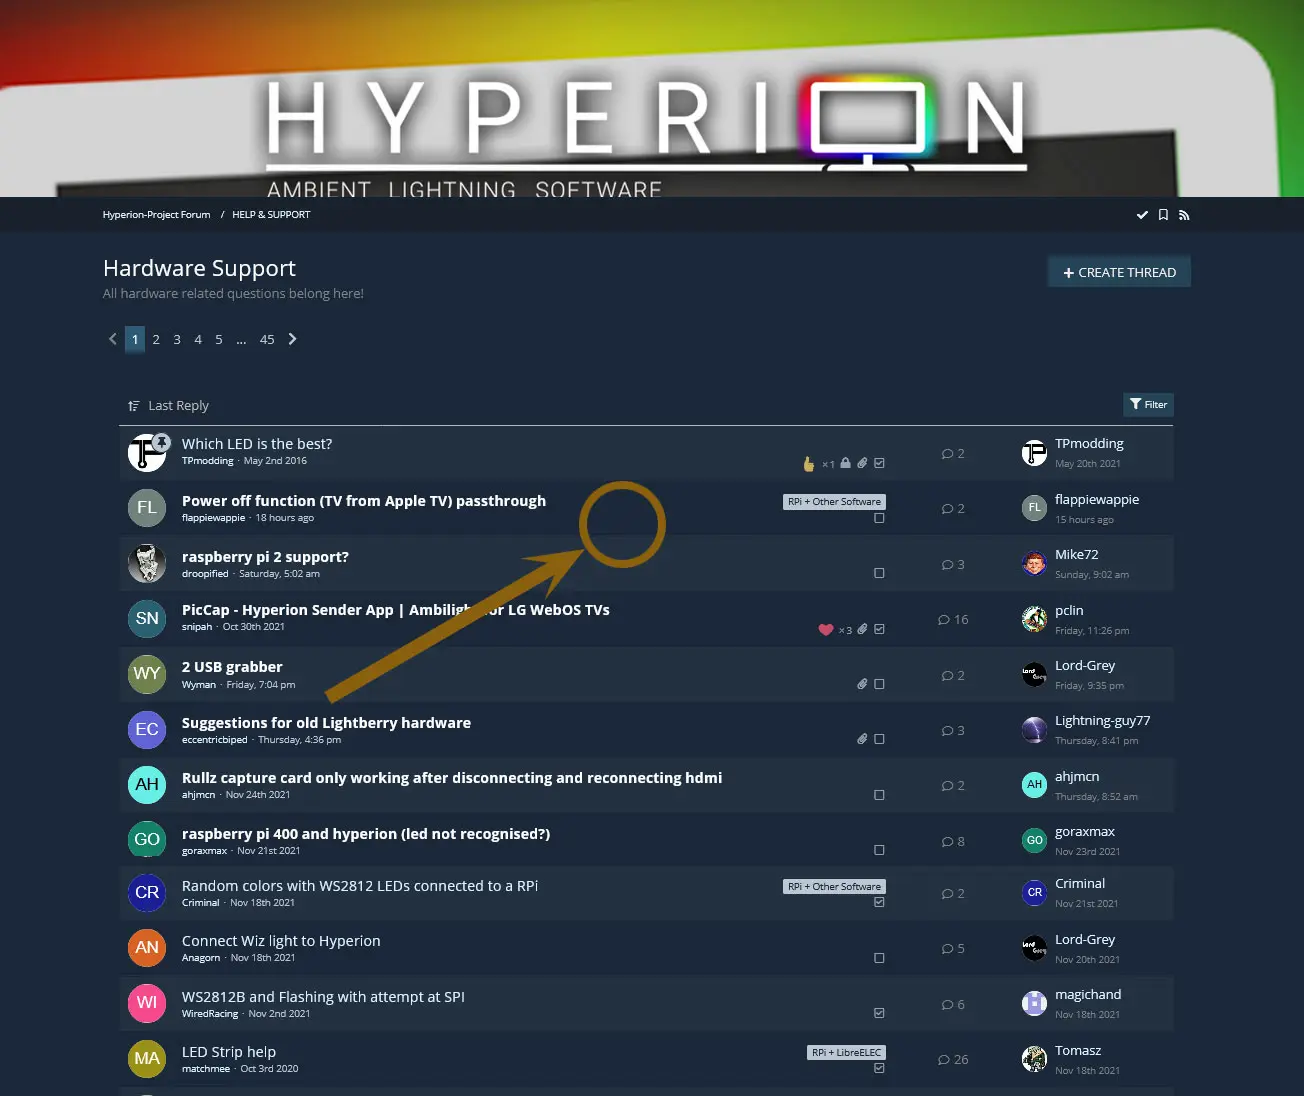 HYPERION
AMBIENT LIGHTNING SOFTWARE
Hyperion-Project Forum / HELP & SUPPORT
Hardware Support
+ CREATE THREAD
All hardware related questions belong here!
1 2 3 4 5 ... 45
Last Reply
Filter
Which LED is the best?
TPmodding · May 2nd 2016
×1
2
TPmodding
May 20th 2021
FL
Power off function (TV from Apple TV) passthrough
flappiewappie · 18 hours ago
RPi + Other Software
2
FL
flappiewappie
15 hours ago
raspberry pi 2 support?
droopified · Saturday, 5:02 am
3
Mike72
Sunday, 9:02 am
SN
PicCap - Hyperion Sender App | for LG WebOS TVs
snipah · Oct 30th 2021
×3
16
pclin
Friday, 11:26 pm
WY
2 USB grabber
Wyman · Friday, 7:04 pm
2
Lord-Grey
Friday, 9:35 pm
EC
Suggestions for old Lightberry hardware
eccentricbiped · Thursday, 4:36 pm
3
Lightning-guy77
Thursday, 8:41 pm
AH
Rullz capture card only working after disconnecting and reconnecting hdmi
ahjmcn · Nov 24th 2021
2
AH
ahjmcn
Thursday, 8:52 am
GO
raspberry pi 400 and hyperion (led not recognised?)
goraxmax · Nov 21st 2021
8
GO
goraxmax
Nov 23rd 2021
CR
Random colors with WS2812 LEDs connected to a RPi
Criminal · Nov 18th 2021
RPi + Other Software
2
CR
Criminal
Nov 21st 2021
AN
Connect Wiz light to Hyperion
Anagorn · Nov 18th 2021
5
Lord-Grey
Nov 20th 2021
WI
WS2812B and Flashing with attempt at SPI
WiredRacing · Nov 2nd 2021
6
magichand
Nov 18th 2021
MA
LED Strip help
matchmee · Oct 3rd 2020
RPi + LibreELEC
26
Tomasz
Nov 18th 2021